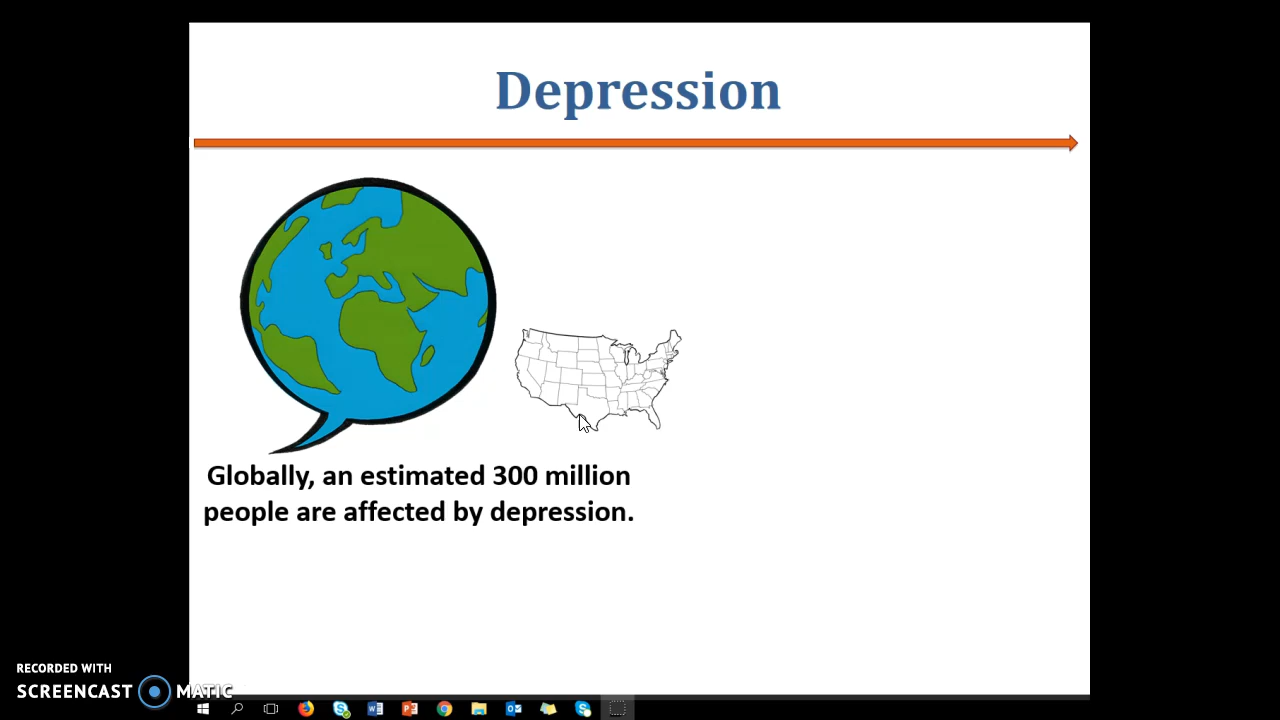 Depression
Globally, an estimated 300 million
people are affected by depression.
RECORDED WITH
SCREENCAST MATIC